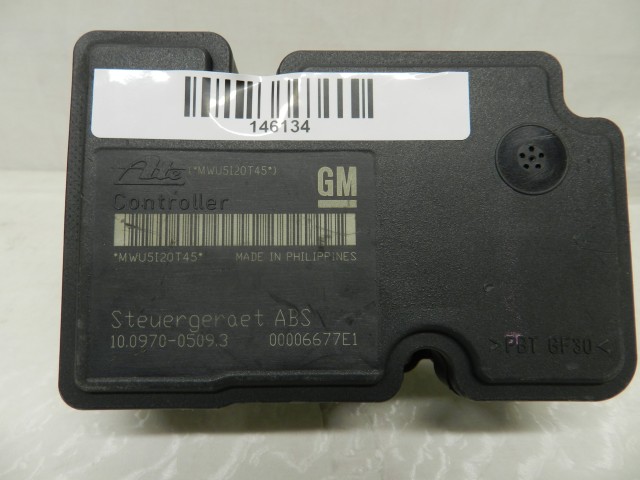 146134
Ate (*MWU5I20T45*)
GM
Controller
*MWU5I20T45* MADE IN PHILIPPINES
Steuergeraet ABS
10.0970-0509.3 00006677E1
>PBT GF30<